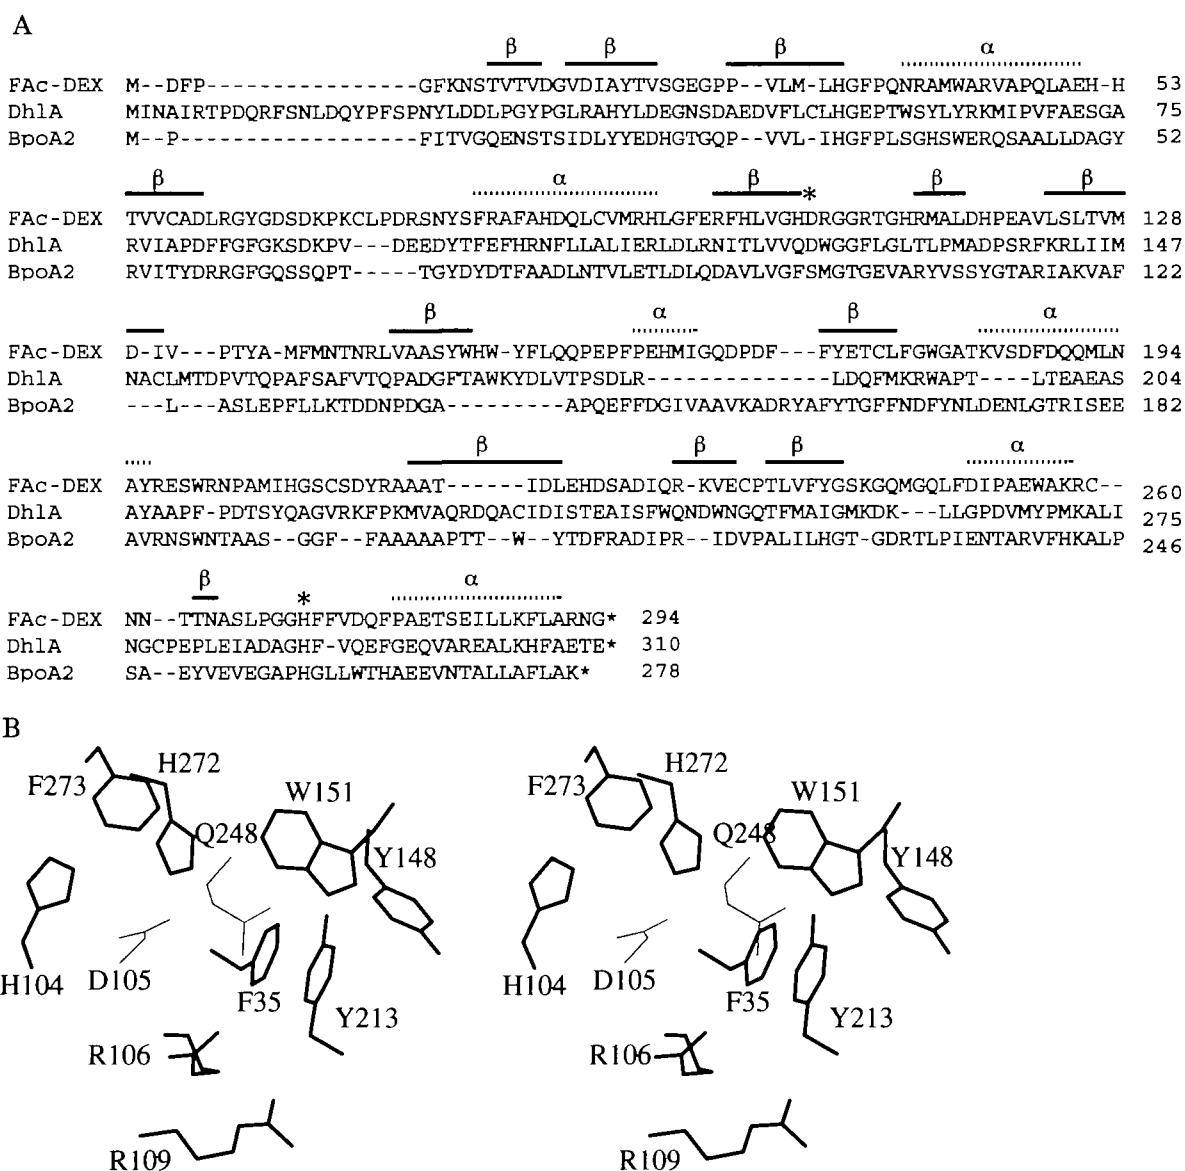 A
β β β α
FAc-DEX M--DFP-----------------GFKNSTVTVDGVDIAYTVSGEGPP--VLM-LHGFPQNRAMWARVAPQLAEH-H 53
DhlA MINAIRTPDQRFSNLDQYPFSPNYLDDLPGYPGLRAHYLDEGNSDAEDVFLCLHGEPTWSYLYRKMIPVFAESGA 75
BpoA2 M--P-------------------FITVGQENSTSIDLYYEDHGTGQP--VVL-IHGFPLSGHSWERQSAALLDAGY 52
β α β * β β
FAc-DEX TVVCADLRGYGDSDKPKCLPDRSNYSFRAFAHDQLCVMRHLGFERFHLVGHDRGGRTGHRMALDHPEAVLSLTVM 128
DhlA RVIAPDFFGFGKSDKPV---DEEDYTFEFHRNFLLALIERLDLRNITLVVQDWGGFLGLTLPMADPSRFKRLIIM 147
BpoA2 RVITYDRRGFGQSSQPT-----TGYDYDTFAADLNTVLETLDLQDAVLVGFSMGTGEVARYVSSYGTARIAKVAF 122
β α β α
FAc-DEX D-IV---PTYA-MFMNTNRLVAASYWHW-YFLQQPEPFPEHMIGQDPDF---FYETCLFGWGATKVSDFDQQMLN 194
DhlA NACLMTDPVTQPAFSAFVTQPADGFTAWKYDLVTPSDLR--------------LDQFMKRWAPT----LTEAEAS 204
BpoA2 ---L---ASLEPFLLKTDDNPDGA---------APQEFFDGIVAAVKADRYAFYTGFFNDFYNLDENLGTRISEE 182
β β β α
FAc-DEX AYRESWRNPAMIHGSCSDYRAAAT------IDLEHDSADIQR-KVECPTLVFYGSKGQMGQLFDIPAEWAKRC-- 260
DhlA AYAAPF-PDTSYQAGVRKFPKMVAQRDQACIDISTEAISFWQNDWNGQTFMAIGMKDK---LLGPDVMYPMKALI 275
BpoA2 AVRNSWNTAAS--GGF--FAAAAAPTT--W--YTDFRADIPR--IDVPALILHGT-GDRTLPIENTARVFHKALP 246
β * α
FAc-DEX NN--TTNASLPGGHFFVDQFPAETSEILLKFLARNG* 294
DhlA NGCPEPLEIADAGHF-VQEFGEQVAREALKHFAETE* 310
BpoA2 SA--EYVEVEGAPHGLLWTHAEEVNTALLAFLAK* 278
B
H272 H272
F273 F273
W151 W151
Q248 Q248
Y148 Y148
H104 D105 H104 D105
F35 F35
Y213 Y213
R106 R106
R109 R109